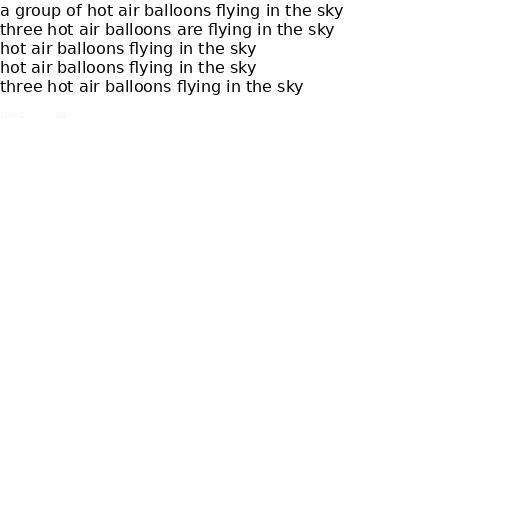 a group of hot air balloons flying in the sky
three hot air balloons are flying in the sky
hot air balloons flying in the sky
hot air balloons flying in the sky
three hot air balloons flying in the sky